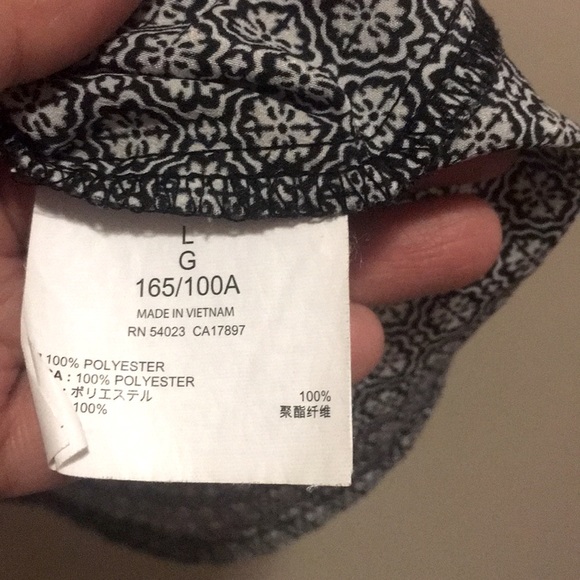 L
G
165/100A
MADE IN VIETNAM
RN 54023 CA17897
100% POLYESTER
CA : 100% POLYESTER
: ポリエステル
100%
100%
聚酯纤维